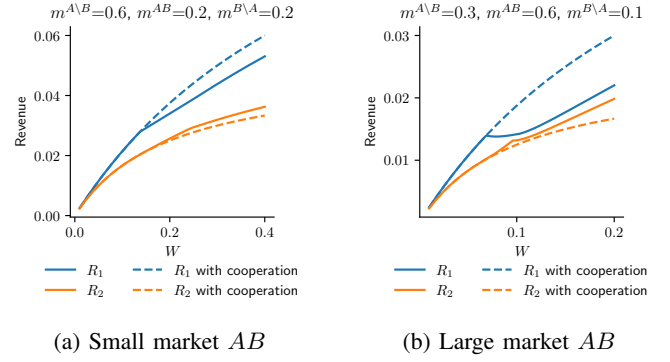 m^{A\B}=0.6, m^{AB}=0.2, m^{B\A}=0.2
0.06
0.04
0.02
0.00
Revenue
0.0
0.2
0.4
W
R_1
R_1 with cooperation
R_2
R_2 with cooperation
(a) Small market AB
m^{A\B}=0.3, m^{AB}=0.6, m^{B\A}=0.1
0.03
0.02
0.01
Revenue
0.1
0.2
W
R_1
R_1 with cooperation
R_2
R_2 with cooperation
(b) Large market AB